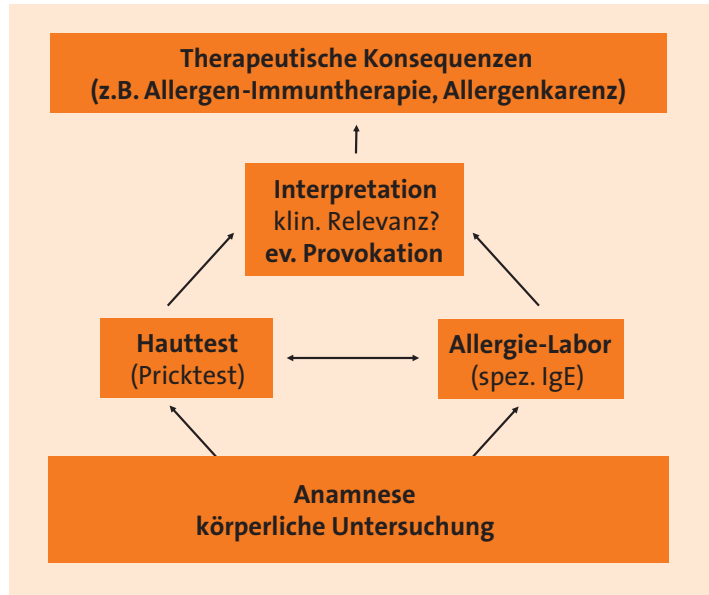 Therapeutische Konsequenzen
(z.B. Allergen-Immuntherapie, Allergenkarenz)
Interpretation
klin. Relevanz?
ev. Provokation
Hauttest
(Pricktest)
Allergie-Labor
(spez. IgE)
Anamnese
körperliche Untersuchung